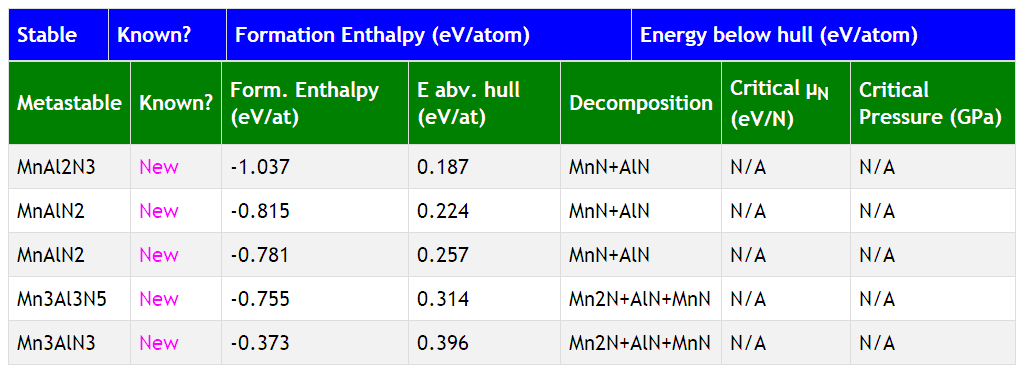 Stable Known? Formation Enthalpy (eV/atom) Energy below hull (eV/atom)
Metastable Known? Form. Enthalpy (eV/at) E abv. hull (eV/at) Decomposition Critical μN (eV/N) Critical Pressure (GPa)
MnAl2N3 New -1.037 0.187 MnN+AlN N/A N/A
MnAlN2 New -0.815 0.224 MnN+AlN N/A N/A
MnAlN2 New -0.781 0.257 MnN+AlN N/A N/A
Mn3Al3N5 New -0.755 0.314 Mn2N+AlN+MnN N/A N/A
Mn3AlN3 New -0.373 0.396 Mn2N+AlN+MnN N/A N/A